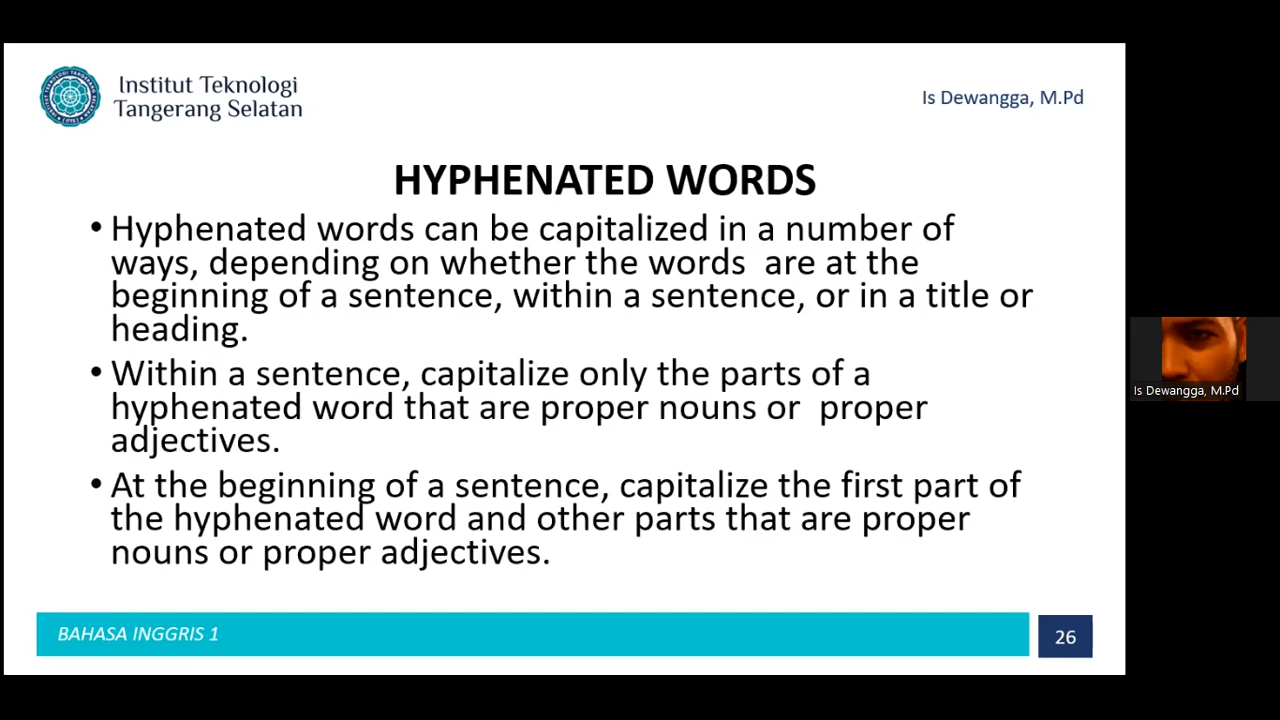 Institut Teknologi
Tangerang Selatan
Is Dewangga, M.Pd
HYPHENATED WORDS
• Hyphenated words can be capitalized in a number of
ways, depending on whether the words are at the
beginning of a sentence, within a sentence, or in a title or
heading.
• Within a sentence, capitalize only the parts of a
hyphenated word that are proper nouns or proper
adjectives.
• At the beginning of a sentence, capitalize the first part of
the hyphenated word and other parts that are proper
nouns or proper adjectives.
BAHASA INGGRIS 1
26
Is Dewangga, M.Pd